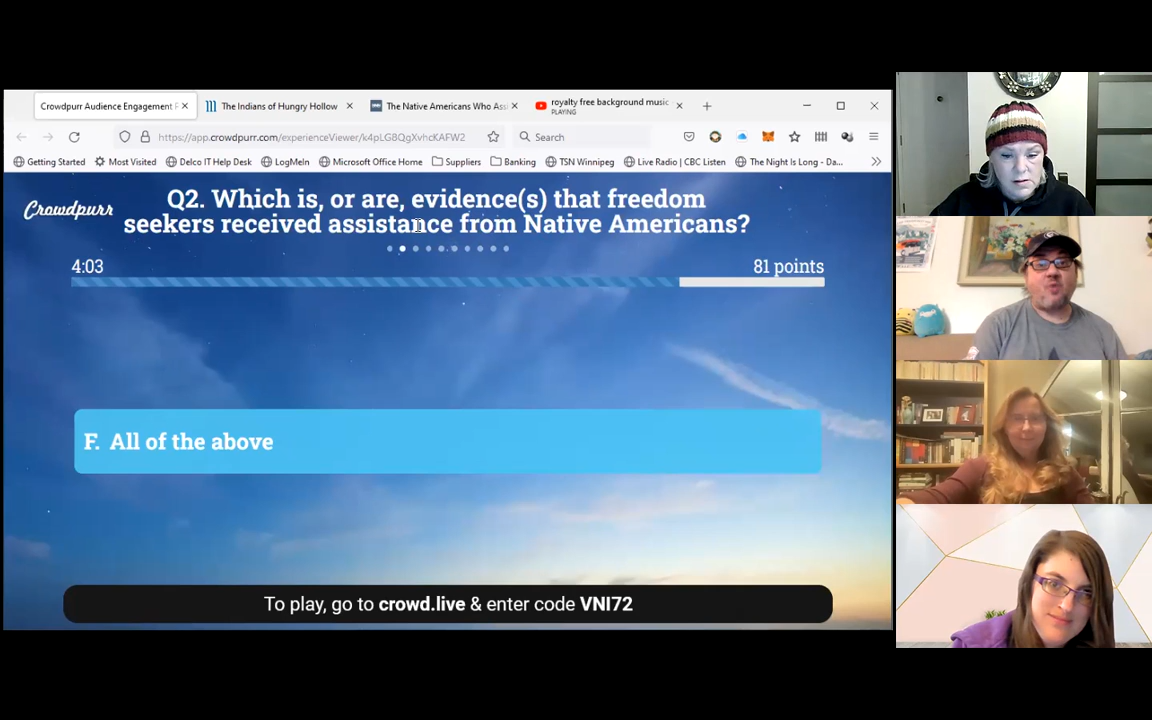 Crowdpurr Audience Engagement P
The Indians of Hungry Hollow
The Native Americans Who Ass
royalty free background music
PLAYING
https://app.crowdpurr.com/experienceViewer/k4pLG8QgXvhcKAFW2
Search
Getting Started
Most Visited
Delco IT Help Desk
LogMeIn
Microsoft Office Home
Suppliers
Banking
TSN Winnipeg
Live Radio | CBC Listen
The Night Is Long - Da...
Crowdpurr
Q2. Which is, or are, evidence(s) that freedom
seekers received assistance from Native Americans?
4:03
81 points
F. All of the above
To play, go to crowd.live & enter code VNI72